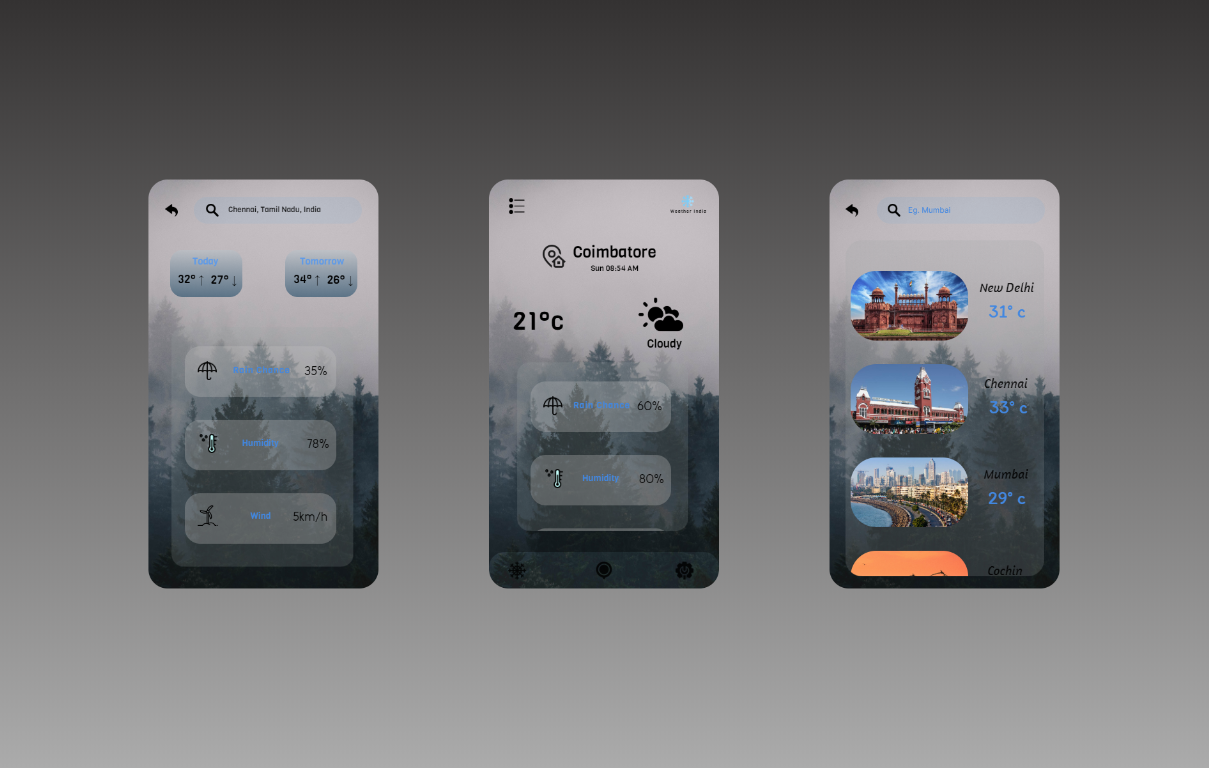 Chennai, Tamil Nadu, India
Today
Tomorrow
32° ↑ 27° ↓
34° ↑ 26° ↓
Rain Chance 35%
Humidity 78%
Wind 5km/h
Weather India
Coimbatore
Sun 08:54 AM
21°c
Cloudy
Rain Chance 60%
Humidity 80%
Eg. Mumbai
New Delhi
31° c
Chennai
33° c
Mumbai
29° c
Cochin